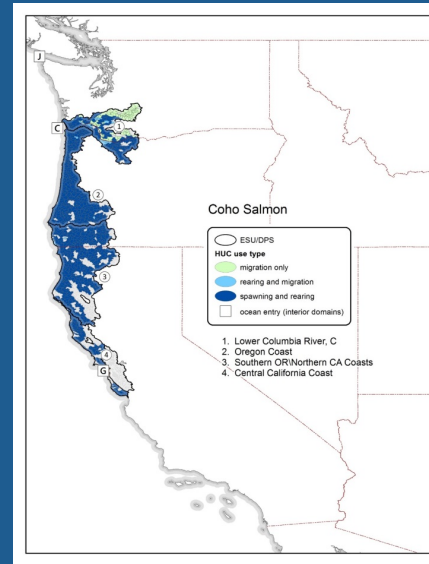 J
C
1
2
Coho Salmon
ESU/DPS
HUC use type
migration only
rearing and migration
spawning and rearing
ocean entry (interior domains)
3
1. Lower Columbia River, C
2. Oregon Coast
3. Southern OR\Northern CA Coasts
4. Central California Coast
4
G